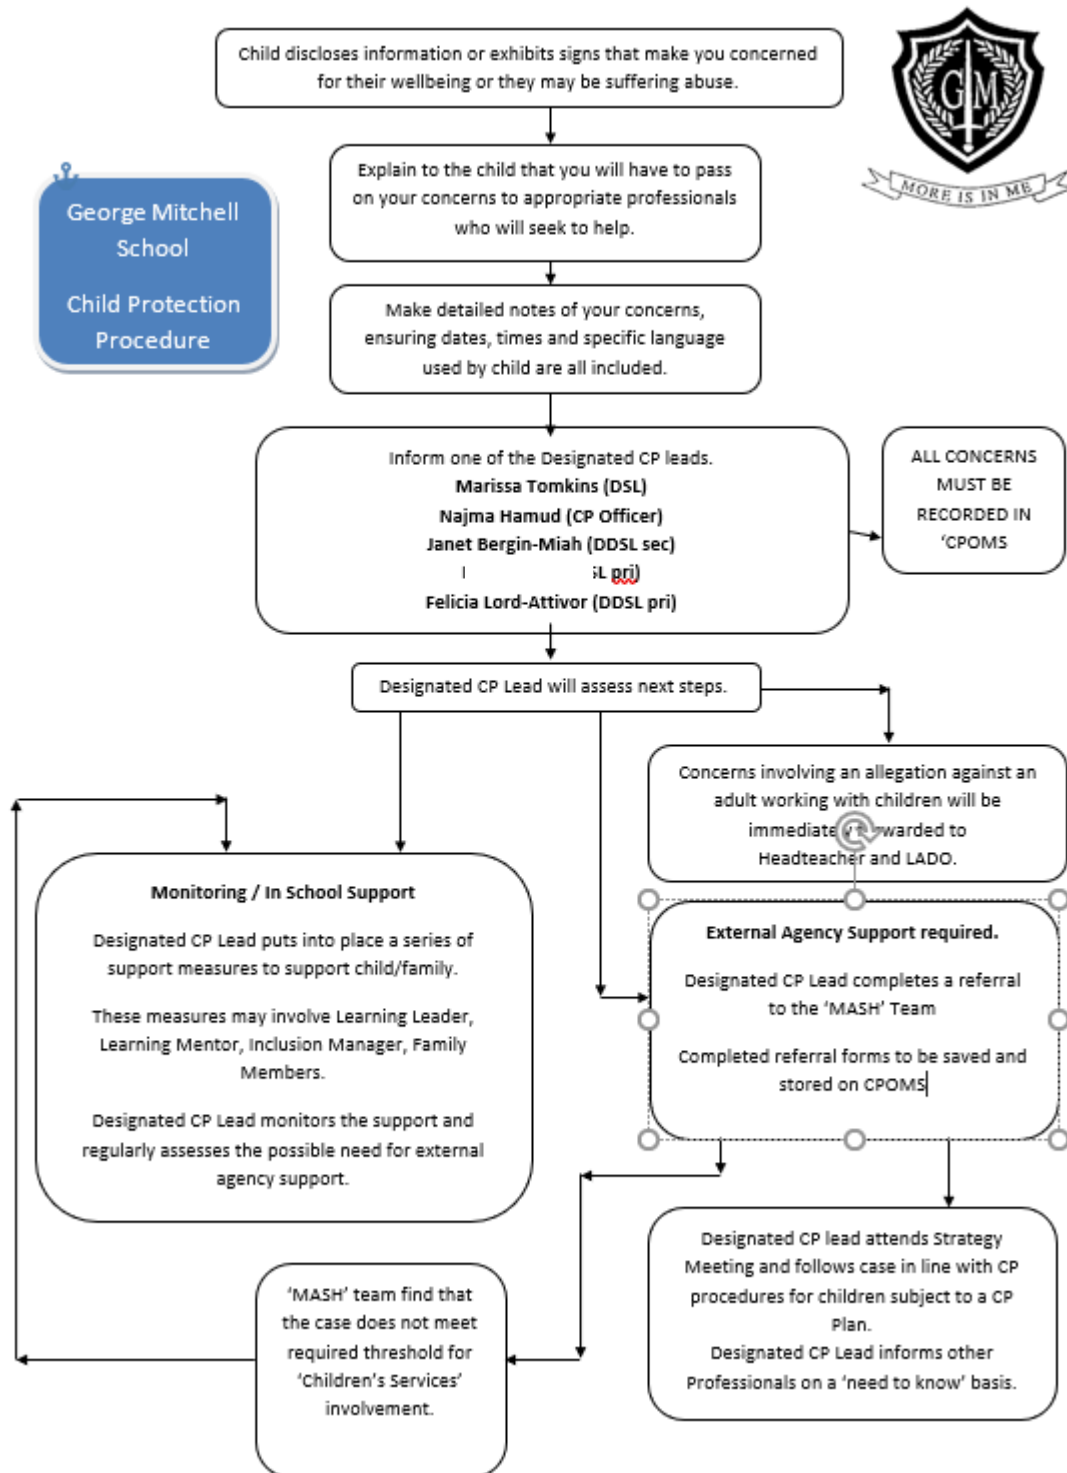 Child discloses information or exhibits signs that make you concerned
for their wellbeing or they may be suffering abuse.
GM
MORE IS IN ME
George Mitchell
School
Child Protection
Procedure
Explain to the child that you will have to pass
on your concerns to appropriate professionals
who will seek to help.
Make detailed notes of your concerns,
ensuring dates, times and specific language
used by child are all included.
Inform one of the Designated CP leads.
Marissa Tomkins (DSL)
Najma Hamud (CP Officer)
Janet Bergin-Miah (DDSL sec)
pri)
Felicia Lord-Attivor (DDSL pri)
ALL CONCERNS
MUST BE
RECORDED IN
‘CPOMS
Designated CP Lead will assess next steps.
Concerns involving an allegation against an
adult working with children will be
immediately forwarded to
Headteacher and LADO.
Monitoring / In School Support
Designated CP Lead puts into place a series of
support measures to support child/family.
These measures may involve Learning Leader,
Learning Mentor, Inclusion Manager, Family
Members.
Designated CP Lead monitors the support and
regularly assesses the possible need for external
agency support.
External Agency Support required.
Designated CP Lead completes a referral
to the ‘MASH’ Team
Completed referral forms to be saved and
stored on CPOMS
‘MASH’ team find that
the case does not meet
required threshold for
‘Children’s Services’
involvement.
Designated CP lead attends Strategy
Meeting and follows case in line with CP
procedures for children subject to a CP
Plan.
Designated CP Lead informs other
Professionals on a ‘need to know’ basis.